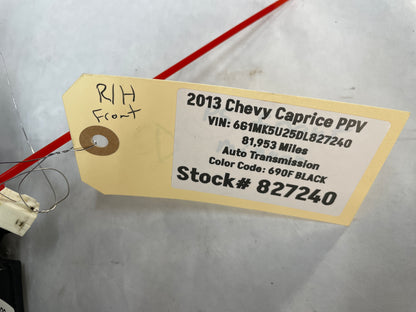 R/H
Front
2013 Chevy Caprice PPV
VIN: 6G1MK5U25DL827240
81,953 Miles
Auto Transmission
Color Code: 690F BLACK
Stock# 827240